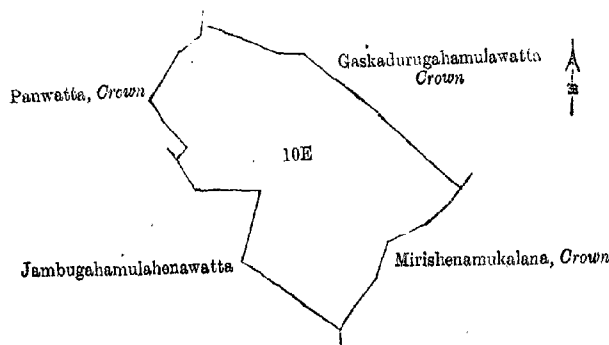 Gaskadurugahamulawatta
Crown
Panwatta, Crown
10E
Jambugahamulahenawatta
Mirishenamukalana, Crown